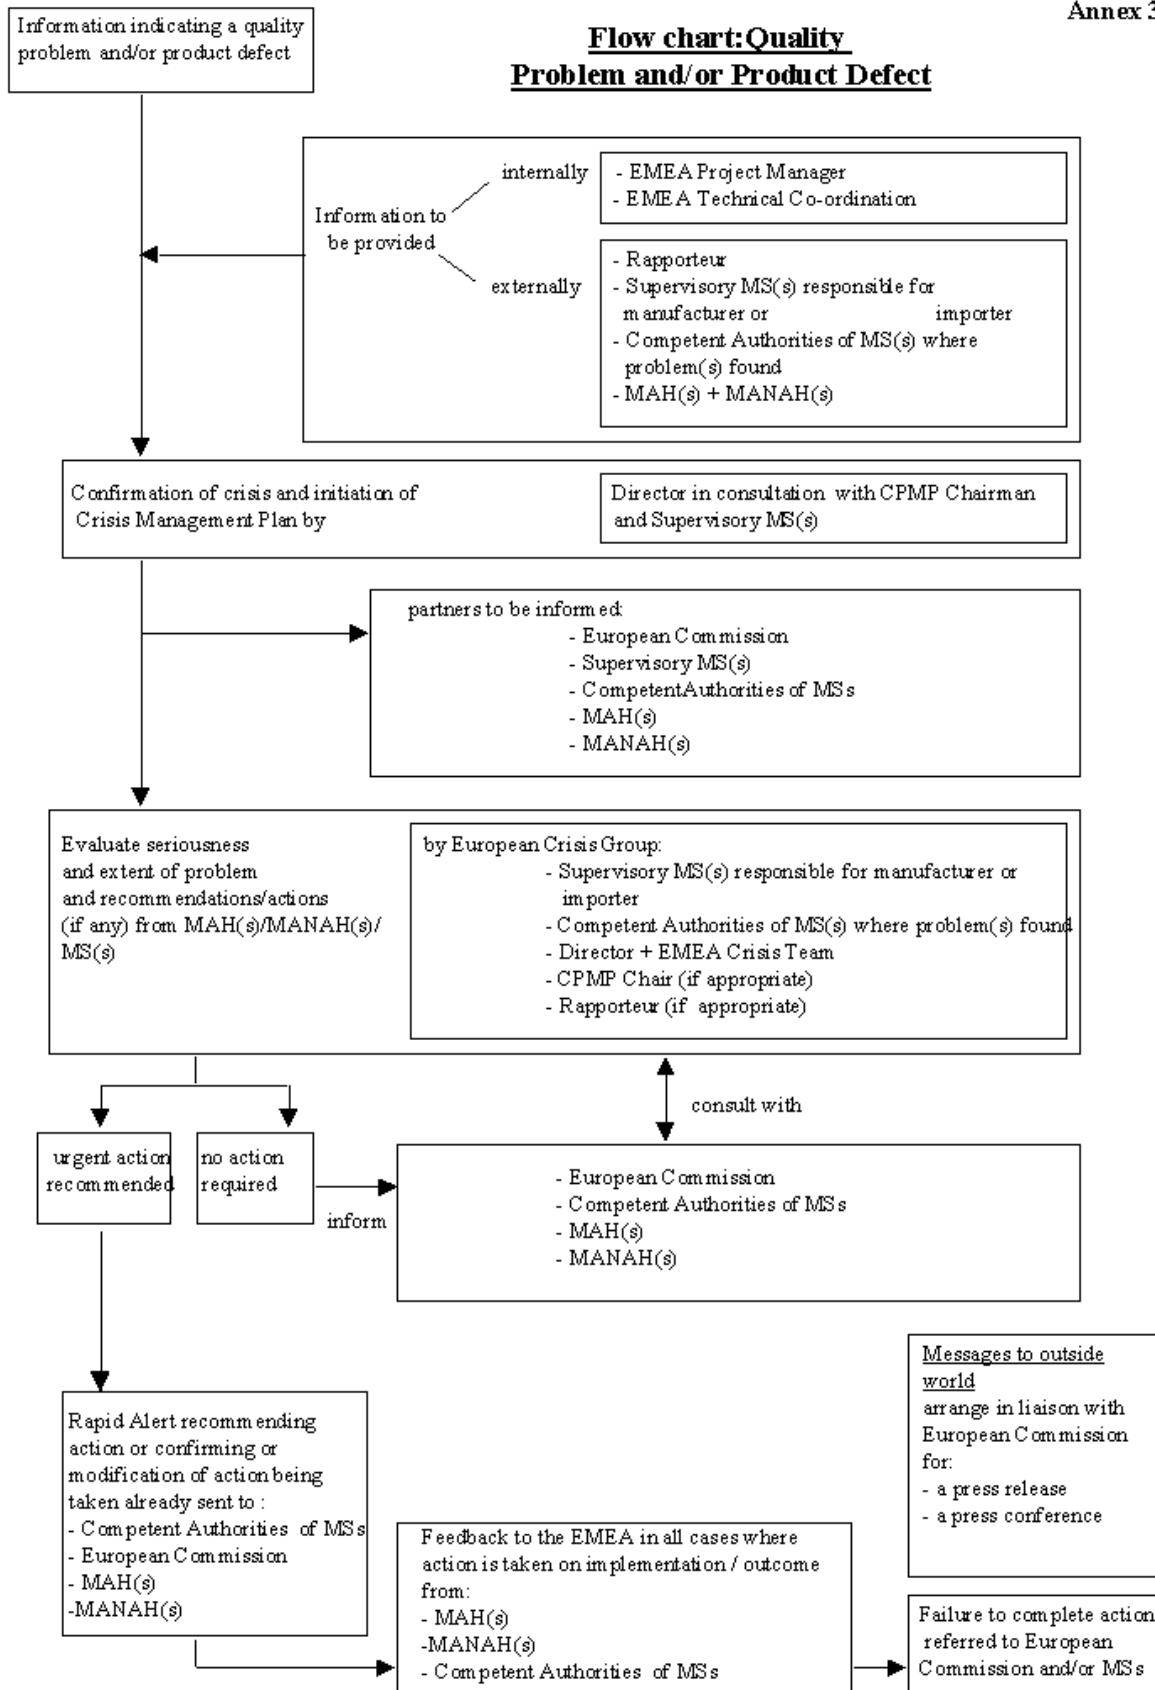 Annex 3
Information indicating a quality
problem and/or product defect
Flow chart:Quality
Problem and/or Product Defect
internally
- EMEA Project Manager
- EMEA Technical Co-ordination
Information to
be provided
externally
- Rapporteur
- Supervisory MS(s) responsible for
manufacturer or importer
- Competent Authorities of MS(s) where
problem(s) found
- MAH(s) + MANAH(s)
Confirmation of crisis and initiation of
Crisis Management Plan by
Director in consultation with CPMP Chairman
and Supervisory MS(s)
partners to be informed:
- European Commission
- Supervisory MS(s)
- CompetentAuthorities of MSs
- MAH(s)
- MANAH(s)
Evaluate seriousness
and extent of problem
and recommendations/actions
(if any) from MAH(s)/MANAH(s)/
MS(s)
by European Crisis Group:
- Supervisory MS(s) responsible for manufacturer or
importer
- Competent Authorities of MS(s) where problem(s) found
- Director + EMEA Crisis Team
- CPMP Chair (if appropriate)
- Rapporteur (if appropriate)
consult with
urgent action
recommended
no action
required
inform
- European Commission
- Competent Authorities of MSs
- MAH(s)
- MANAH(s)
Messages to outside
world
arrange in liaison with
European Commission
for:
- a press release
- a press conference
Rapid Alert recommending
action or confirming or
modification of action being
taken already sent to :
- Competent Authorities of MSs
- European Commission
- MAH(s)
-MANAH(s)
Feedback to the EMEA in all cases where
action is taken on implementation / outcome
from:
- MAH(s)
-MANAH(s)
- Competent Authorities of MSs
Failure to complete action
referred to European
Commission and/or MSs